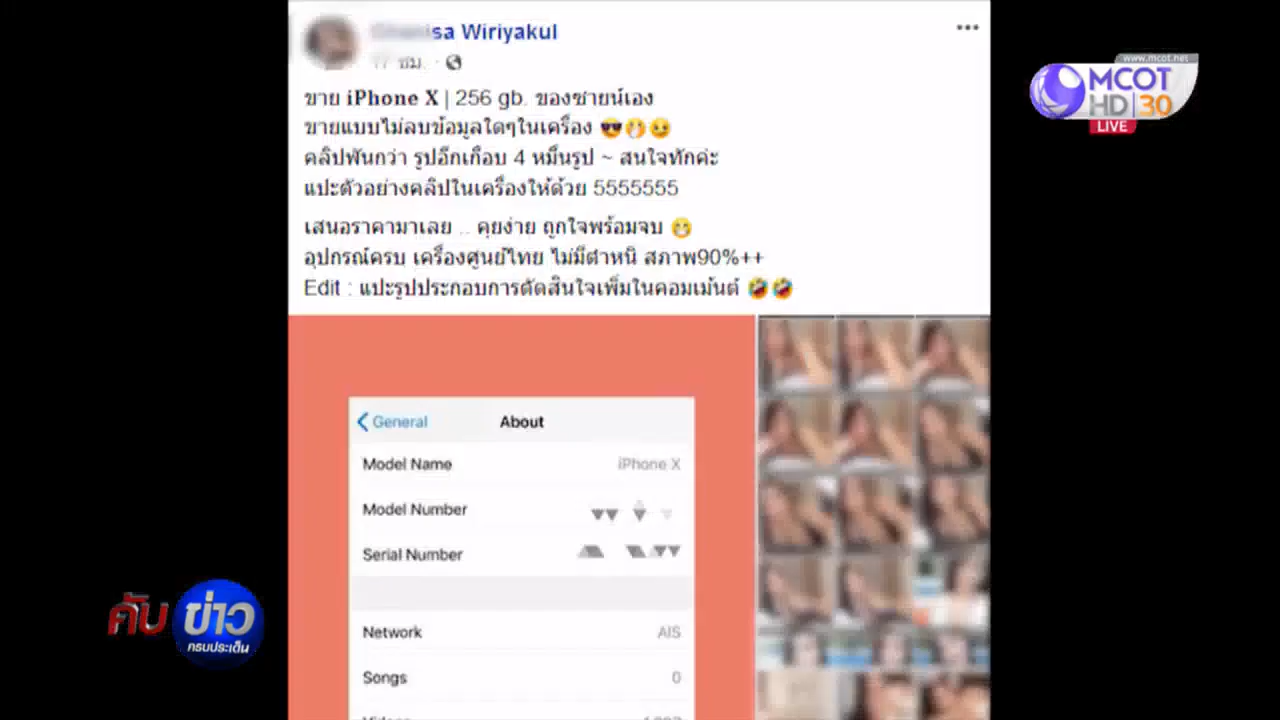 sa Wiriyakul
17 ชม.
ขาย iPhone X | 256 gb. ของซายน์เอง
ขายแบบไม่ลบข้อมูลใดๆในเครื่อง 😎🤭😉
คลิปพันกว่า รูปอีกเกือบ 4 หมื่นรูป ~ สนใจทักค่ะ
แปะตัวอย่างคลิปในเครื่องให้ด้วย 5555555
เสนอราคามาเลย .. คุยง่าย ถูกใจพร้อมจบ 😁
อุปกรณ์ครบ เครื่องศูนย์ไทย ไม่มีตำหนิ สภาพ90%++
Edit : แปะรูปประกอบการตัดสินใจเพิ่มในคอมเม้นต์ 🤣🤣
General
About
Model Name iPhone X
Model Number
Serial Number
Network AIS
Songs 0
www.mcot.net
MCOT
HD 30
LIVE
คับ ข่าว
ครบประเด็น